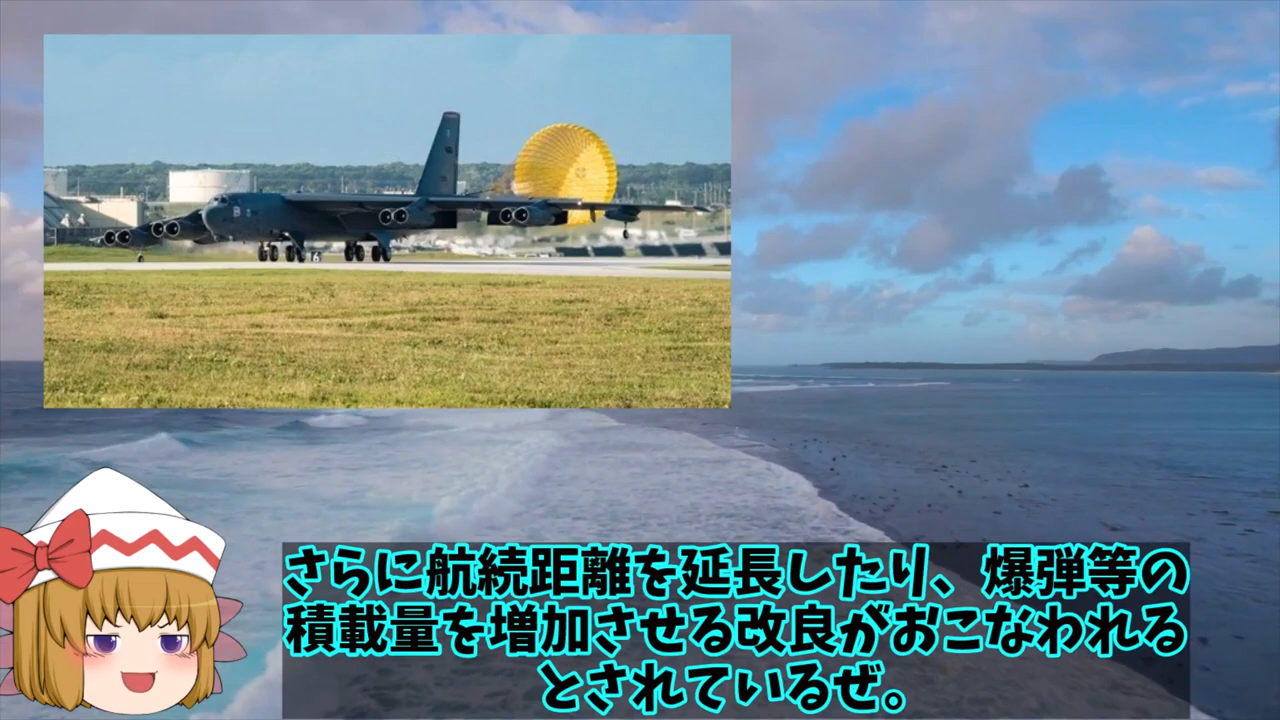 さらに航続距離を延長したり、爆弾等の
積載量を増加させる改良がおこなわれる
とされているぜ。